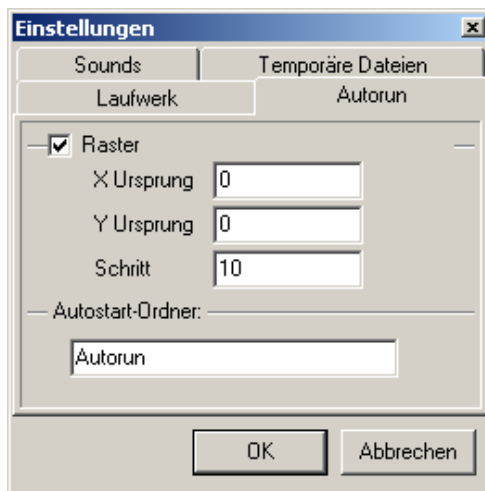 Einstellungen
Sounds Temporäre Dateien
Laufwerk Autorun
Raster
X Ursprung 0
Y Ursprung 0
Schritt 10
Autostart-Ordner:
Autorun
OK Abbrechen